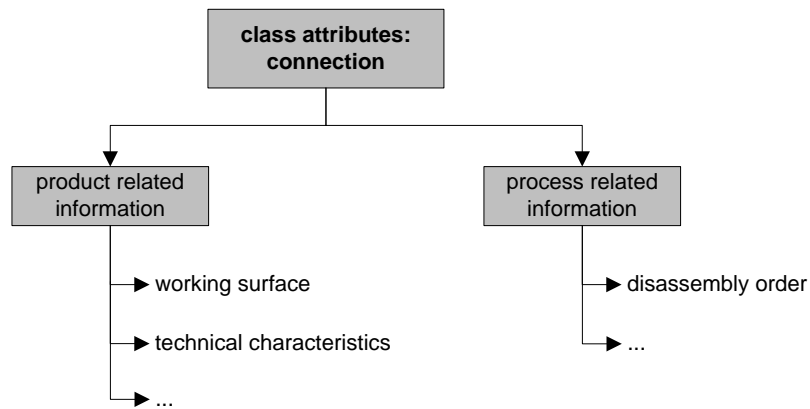 class attributes:
connection
product related
information
process related
information
working surface
technical characteristics
...
disassembly order
...